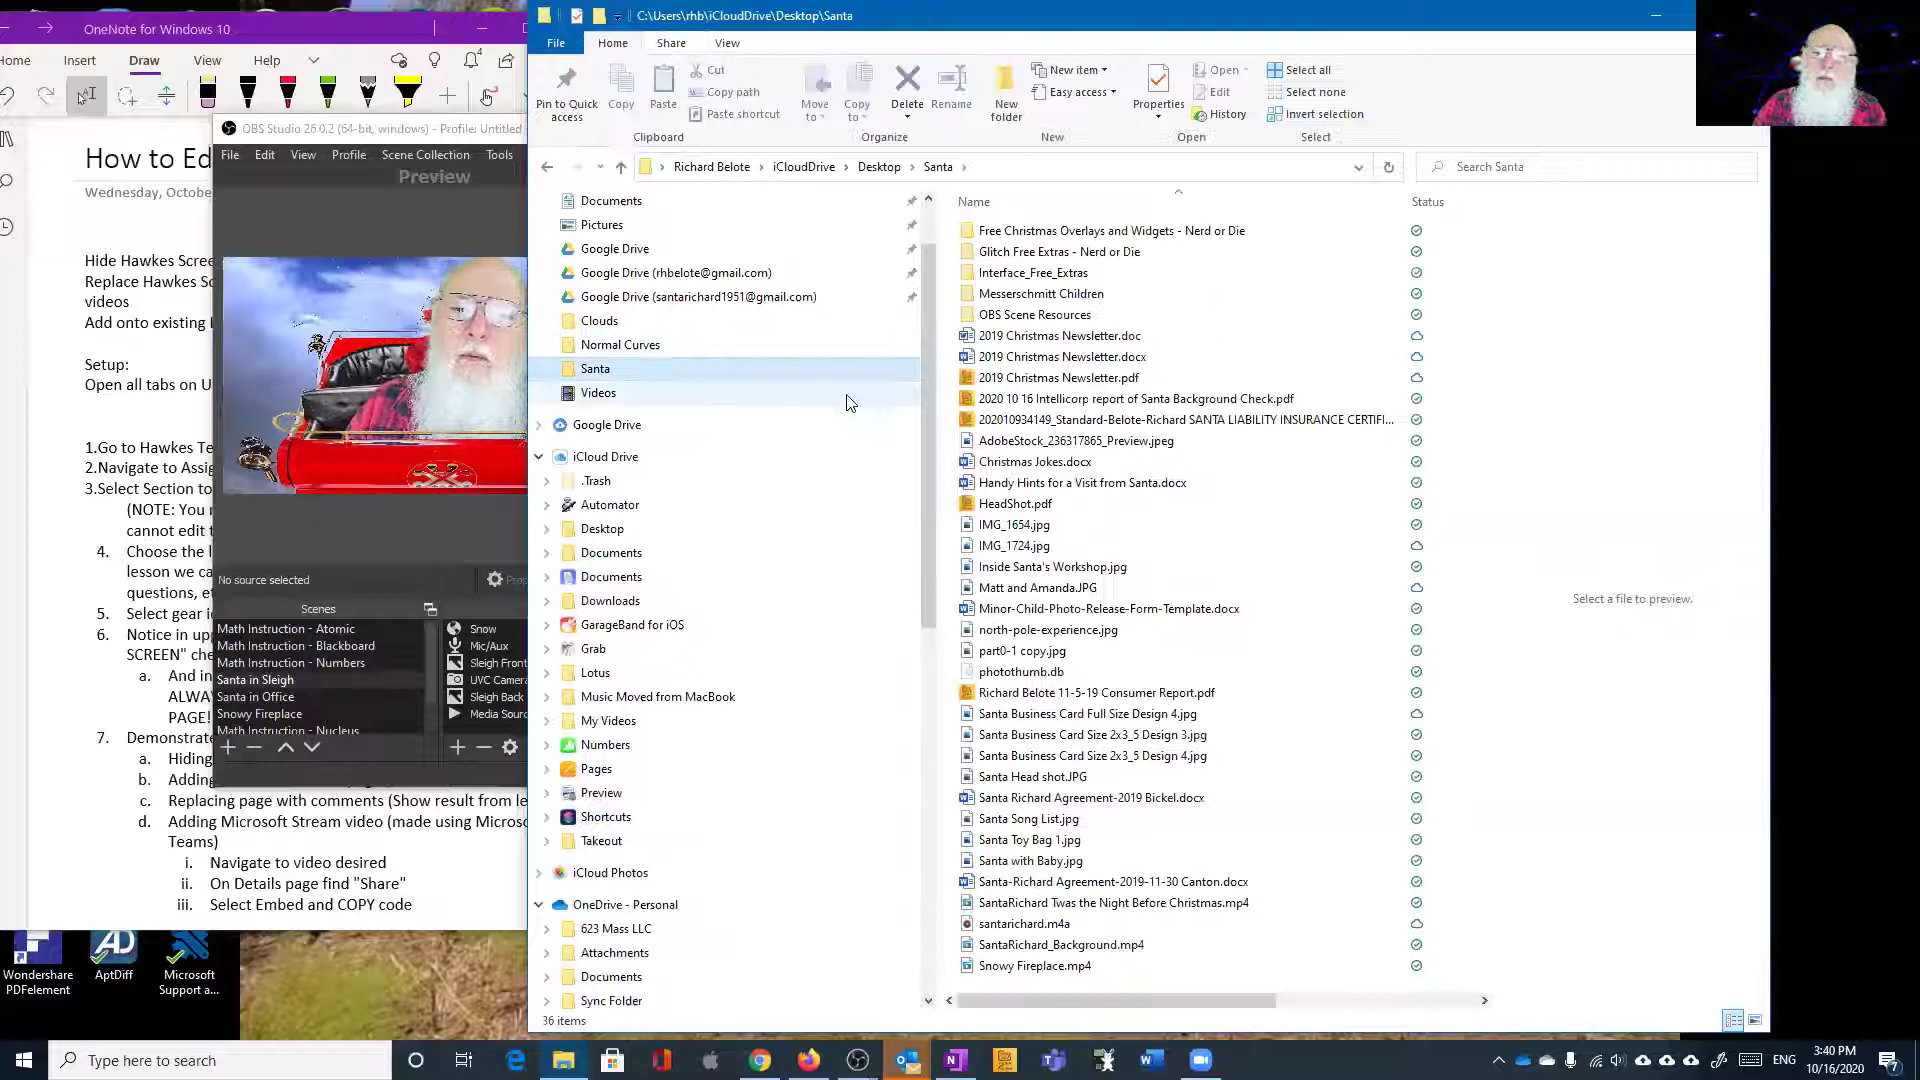 OneNote for Windows 10
Home Insert Draw View Help
How to Ed
Wednesday, Octobe
Hide Hawkes Scree
Replace Hawkes Sc
videos
Add onto existing
Setup:
Open all tabs on U
1.Go to Hawkes Te
2.Navigate to Assig
3.Select Section to
(NOTE: You
cannot edit t
4. Choose the l
lesson we ca
questions, e
5. Select gear i
6. Notice in up
SCREEN" che
a. And in
ALWA
PAGE!
7. Demonstrate
a. Hiding
b. Adding
c. Replacing page with comments (Show result from le
d. Adding Microsoft Stream video (made using Microso
Teams)
i. Navigate to video desired
ii. On Details page find "Share"
iii. Select Embed and COPY code
OBS Studio 26.0.2 (64-bit, windows) - Profile: Untitled
File Edit View Profile Scene Collection Tools
Preview
No source selected
Scenes
Math Instruction - Atomic
Math Instruction - Blackboard
Math Instruction - Numbers
Santa in Sleigh
Santa in Office
Snowy Fireplace
Math Instruction - Nucleus
Snow
Mic/Aux
Sleigh Front
UVC Camera
Sleigh Back
Media Sourc
C:\Users\rhb\iCloudDrive\Desktop\Santa
File Home Share View
Pin to Quick access
Copy
Paste
Cut
Copy path
Paste shortcut
Clipboard
Move to
Copy to
Delete
Rename
Organize
New folder
New item
Easy access
New
Properties
Open
Edit
History
Open
Select all
Select none
Invert selection
Select
Richard Belote > iCloudDrive > Desktop > Santa >
Search Santa
Documents
Pictures
Google Drive
Google Drive (rhbelote@gmail.com)
Google Drive (santarichard1951@gmail.com)
Clouds
Normal Curves
Santa
Videos
Google Drive
iCloud Drive
.Trash
Automator
Desktop
Documents
Documents
Downloads
GarageBand for iOS
Grab
Lotus
Music Moved from MacBook
My Videos
Numbers
Pages
Preview
Shortcuts
Takeout
iCloud Photos
OneDrive - Personal
623 Mass LLC
Attachments
Documents
Sync Folder
36 items
Name Status
Free Christmas Overlays and Widgets - Nerd or Die
Glitch Free Extras - Nerd or Die
Interface_Free_Extras
Messerschmitt Children
OBS Scene Resources
2019 Christmas Newsletter.doc
2019 Christmas Newsletter.docx
2019 Christmas Newsletter.pdf
2020 10 16 Intellicorp report of Santa Background Check.pdf
202010934149_Standard-Belote-Richard SANTA LIABILITY INSURANCE CERTIFI...
AdobeStock_236317865_Preview.jpeg
Christmas Jokes.docx
Handy Hints for a Visit from Santa.docx
HeadShot.pdf
IMG_1654.jpg
IMG_1724.jpg
Inside Santa's Workshop.jpg
Matt and Amanda.JPG
Minor-Child-Photo-Release-Form-Template.docx
north-pole-experience.jpg
part0-1 copy.jpg
photothumb.db
Richard Belote 11-5-19 Consumer Report.pdf
Santa Business Card Full Size Design 4.jpg
Santa Business Card Size 2x3_5 Design 3.jpg
Santa Business Card Size 2x3_5 Design 4.jpg
Santa Head shot.JPG
Santa Richard Agreement-2019 Bickel.docx
Santa Song List.jpg
Santa Toy Bag 1.jpg
Santa with Baby.jpg
Santa-Richard Agreement-2019-11-30 Canton.docx
SantaRichard Twas the Night Before Christmas.mp4
santarichard.m4a
SantaRichard_Background.mp4
Snowy Fireplace.mp4
Select a file to preview.
Wondershare PDFelement
AptDiff
Microsoft Support a...
Type here to search
ENG
3:40 PM
10/16/2020